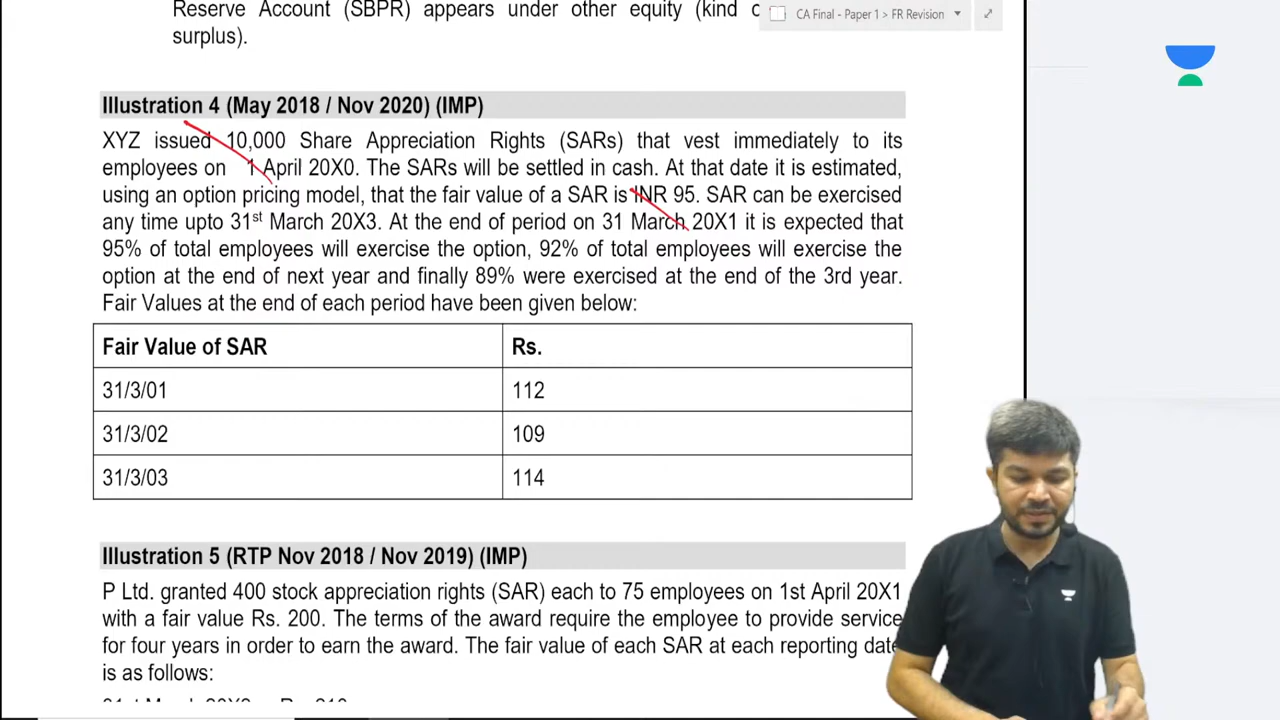 Reserve Account (SBPR) appears under other equity (kind
surplus).
CA Final - Paper 1 > FR Revision
Illustration 4 (May 2018 / Nov 2020) (IMP)
XYZ issued 10,000 Share Appreciation Rights (SARs) that vest immediately to its
employees on 1 April 20X0. The SARs will be settled in cash. At that date it is estimated,
using an option pricing model, that the fair value of a SAR is INR 95. SAR can be exercised
any time upto 31st March 20X3. At the end of period on 31 March 20X1 it is expected that
95% of total employees will exercise the option, 92% of total employees will exercise the
option at the end of next year and finally 89% were exercised at the end of the 3rd year.
Fair Values at the end of each period have been given below:
Fair Value of SAR Rs.
31/3/01 112
31/3/02 109
31/3/03 114
Illustration 5 (RTP Nov 2018 / Nov 2019) (IMP)
P Ltd. granted 400 stock appreciation rights (SAR) each to 75 employees on 1st April 20X1
with a fair value Rs. 200. The terms of the award require the employee to provide service
for four years in order to earn the award. The fair value of each SAR at each reporting date
is as follows: